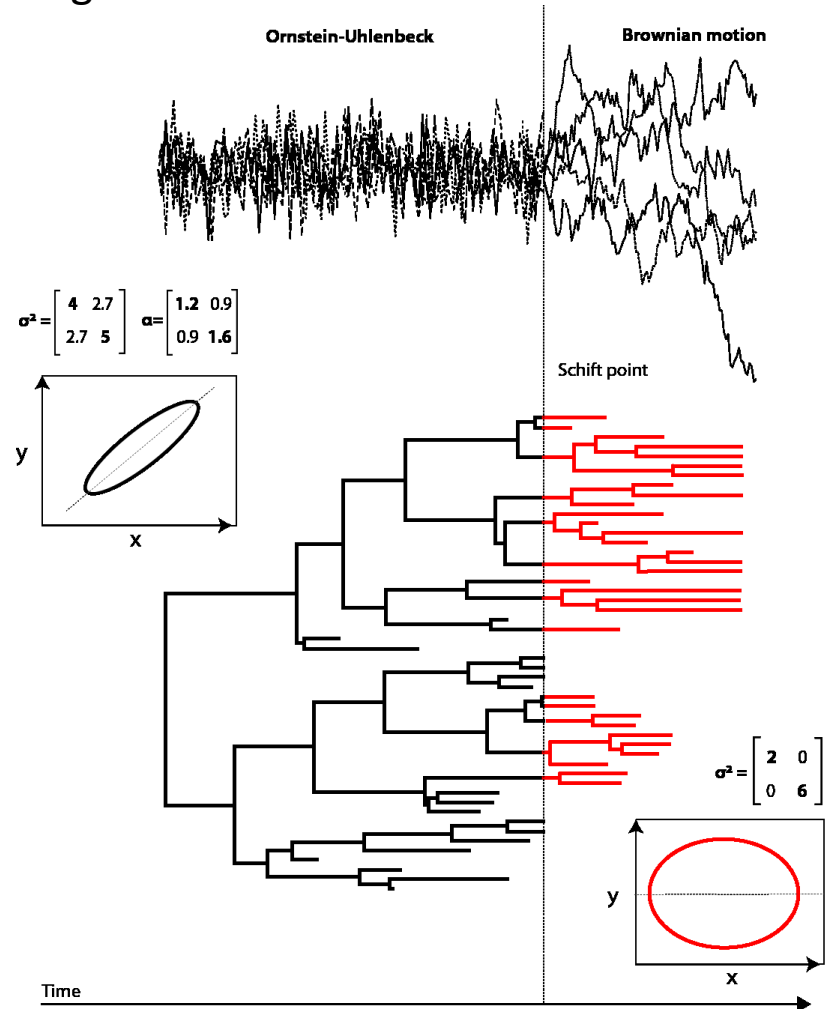 Ornstein-Uhlenbeck
Brownian motion
σ² = [4 2.7
2.7 5]
α= [1.2 0.9
0.9 1.6]
Schift point
y
x
σ² = [2 0
0 6]
y
x
Time